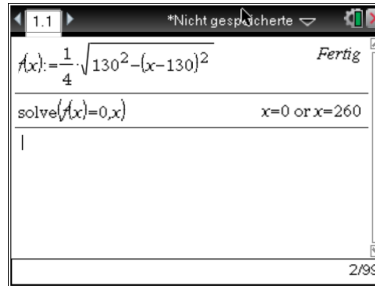 1.1 *Nicht gespeicherte
f(x):=1/4·√(130²-(x-130)²) Fertig
solve(f(x)=0,x) x=0 or x=260
2/99